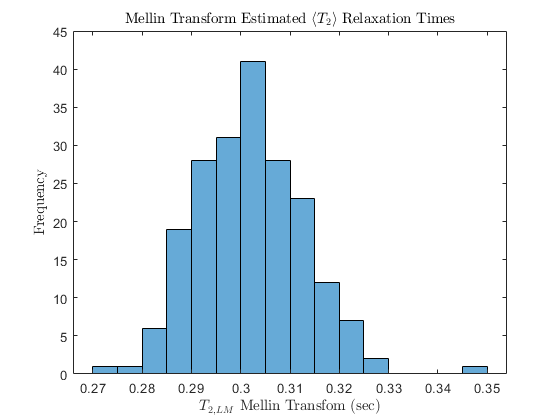 Mellin Transform Estimated ⟨T₂⟩ Relaxation Times
45
40
35
30
25
20
15
10
5
0
Frequency
0.27 0.28 0.29 0.3 0.31 0.32 0.33 0.34 0.35
T₂,LM Mellin Transfom (sec)